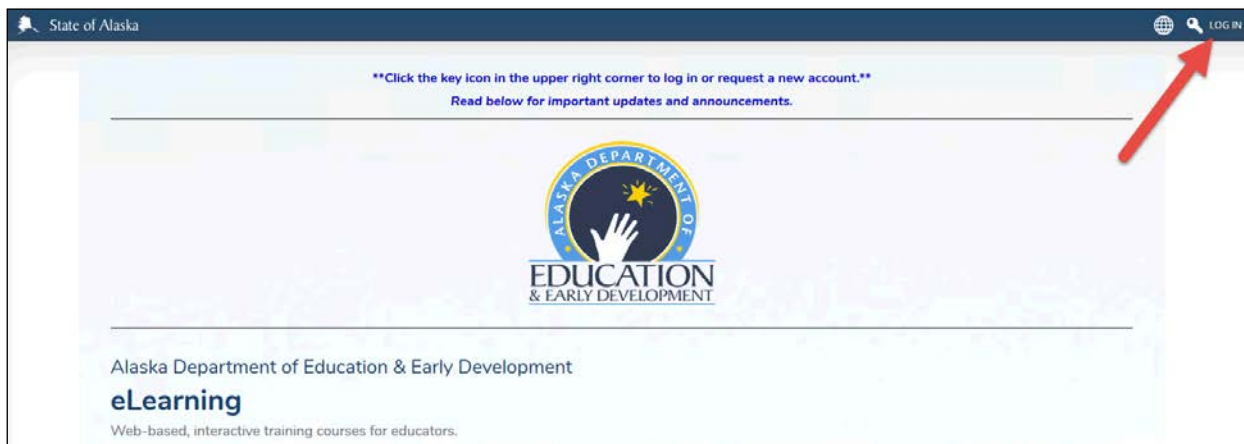 State of Alaska
LOG IN
**Click the key icon in the upper right corner to log in or request a new account.**
Read below for important updates and announcements.
ALASKA DEPARTMENT OF
EDUCATION
& EARLY DEVELOPMENT
Alaska Department of Education & Early Development
eLearning
Web-based, interactive training courses for educators.